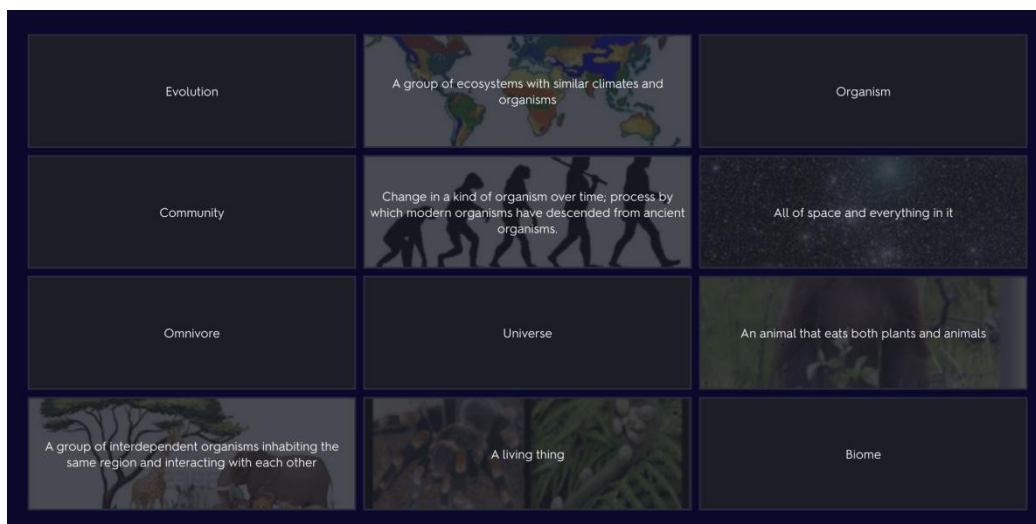 Evolution
A group of ecosystems with similar climates and
organisms
Organism
Community
Change in a kind of organism over time; process by
which modern organisms have descended from ancient
organisms.
All of space and everything in it
Omnivore
Universe
An animal that eats both plants and animals
A group of interdependent organisms inhabiting the
same region and interacting with each other
A living thing
Biome